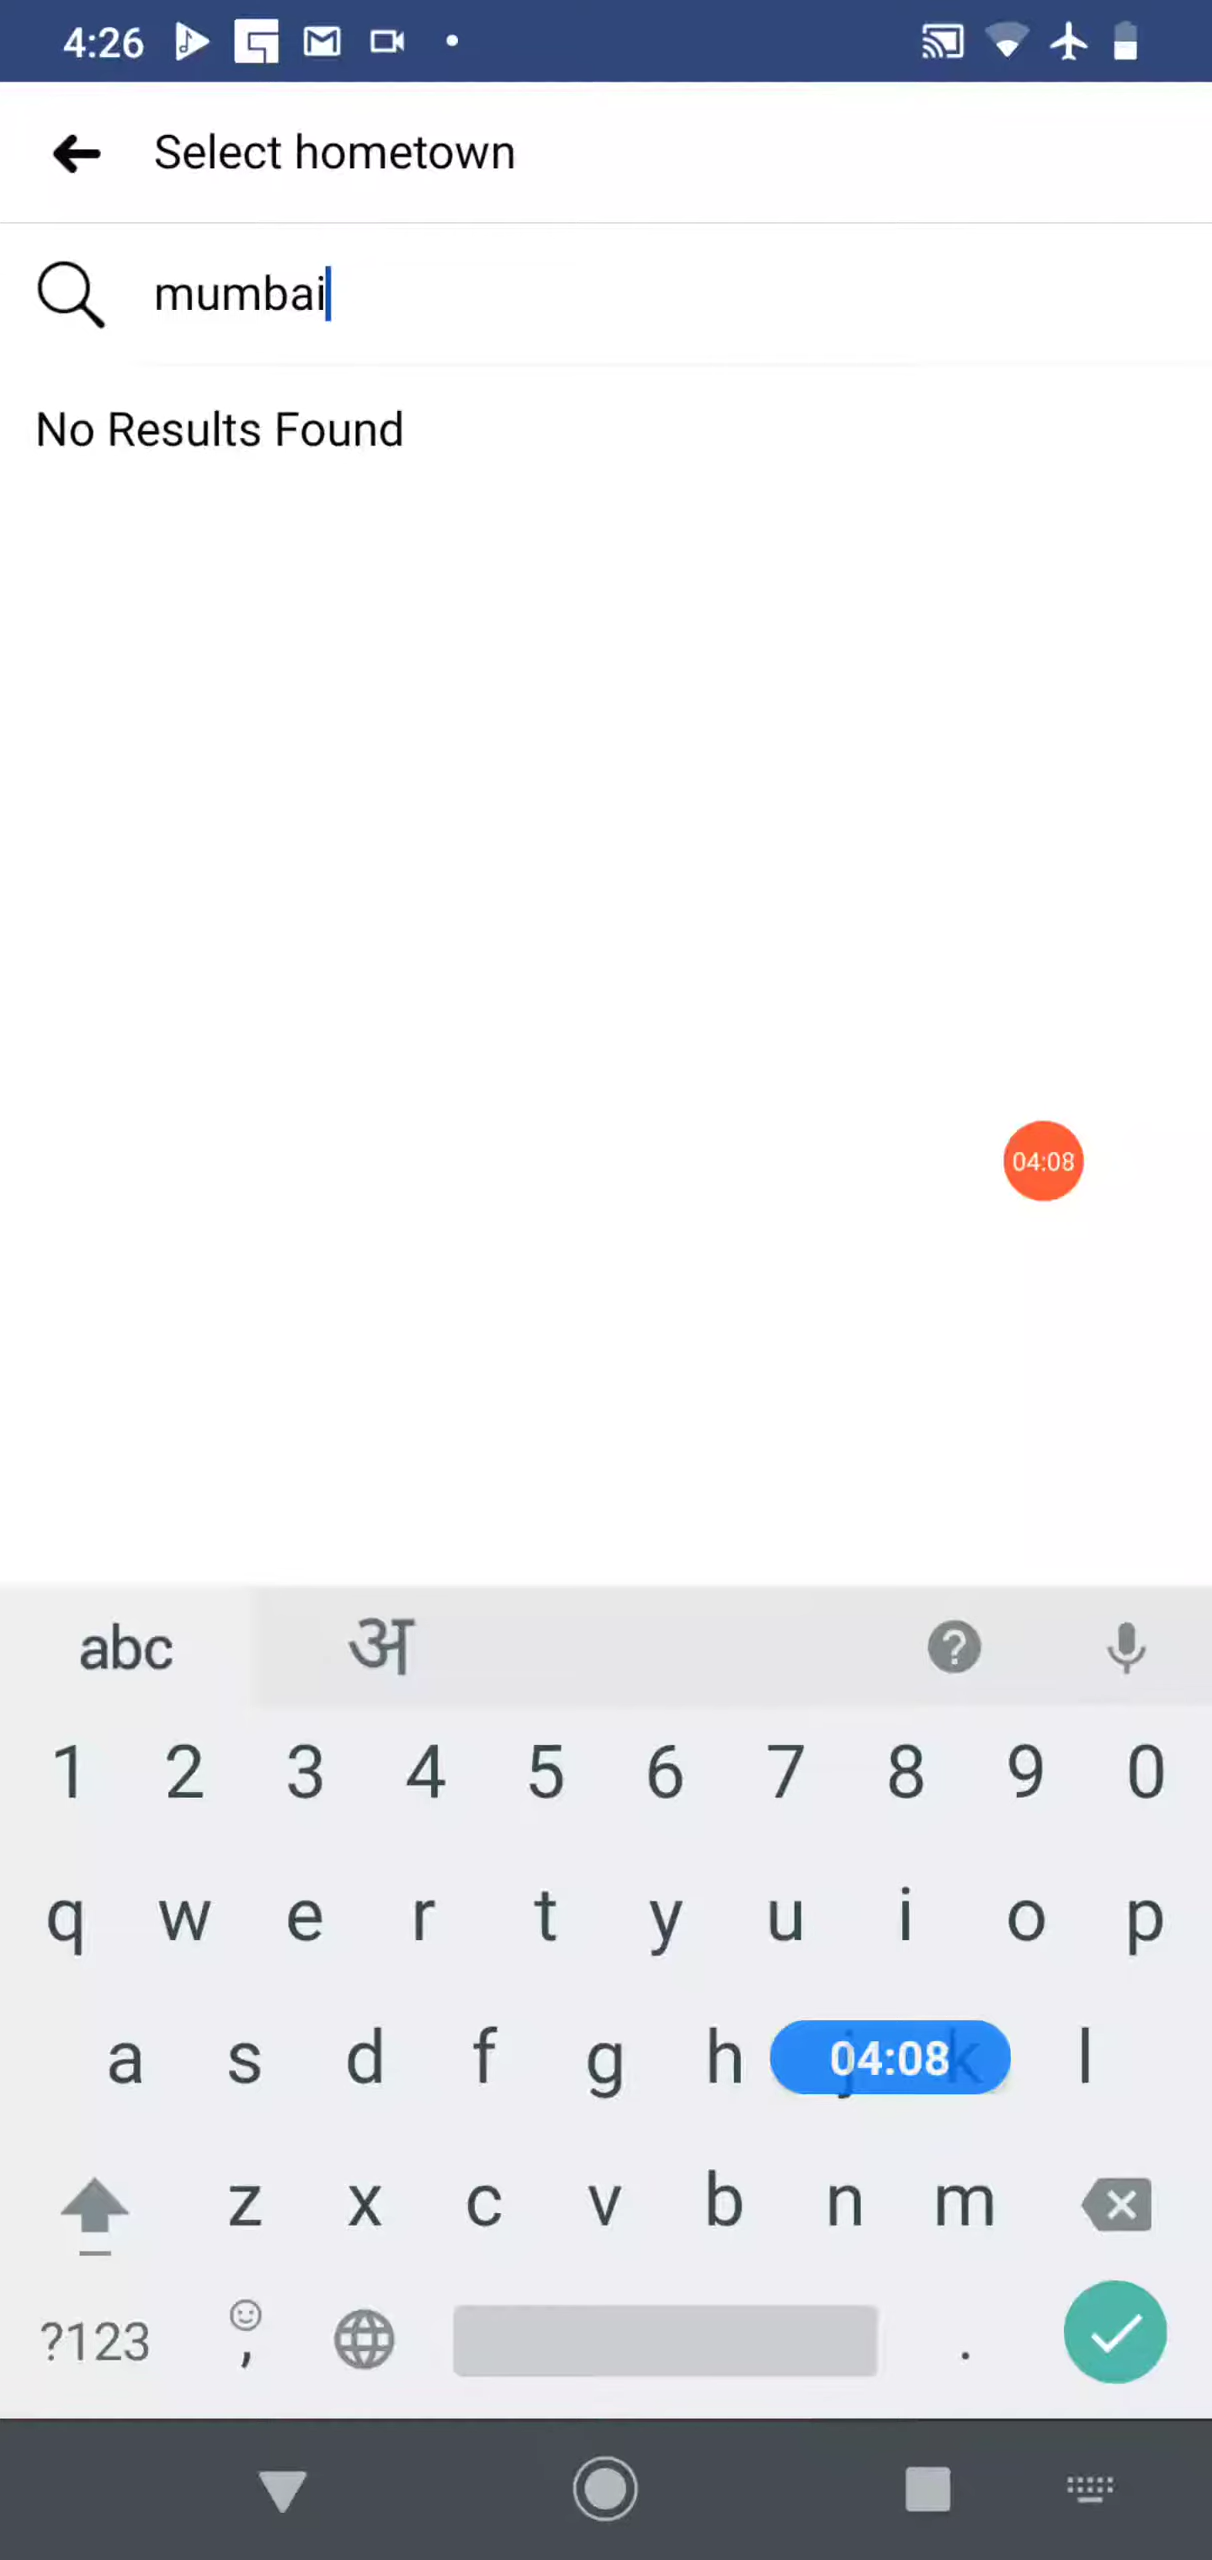 4:26
Select hometown
mumbai
No Results Found
04:08
abc अ ?
1 2 3 4 5 6 7 8 9 0
q w e r t y u i o p
a s d f g h j k l
04:08
z x c v b n m
?123 , .